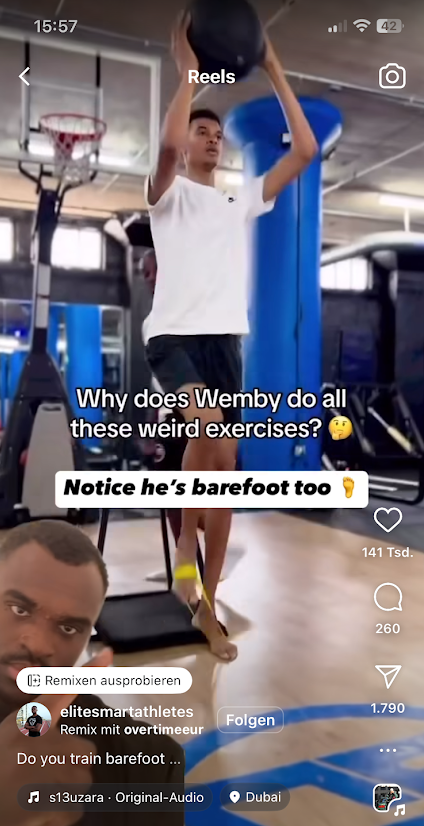 15:57
42
Reels
Why does Wemby do all
these weird exercises? 🤔
Notice he's barefoot too 🦶
141 Tsd.
260
1.790
Remixen ausprobieren
elitesmartathletes
Remix mit overtimeeur
Folgen
Do you train barefoot ...
s13uzara · Original-Audio
Dubai